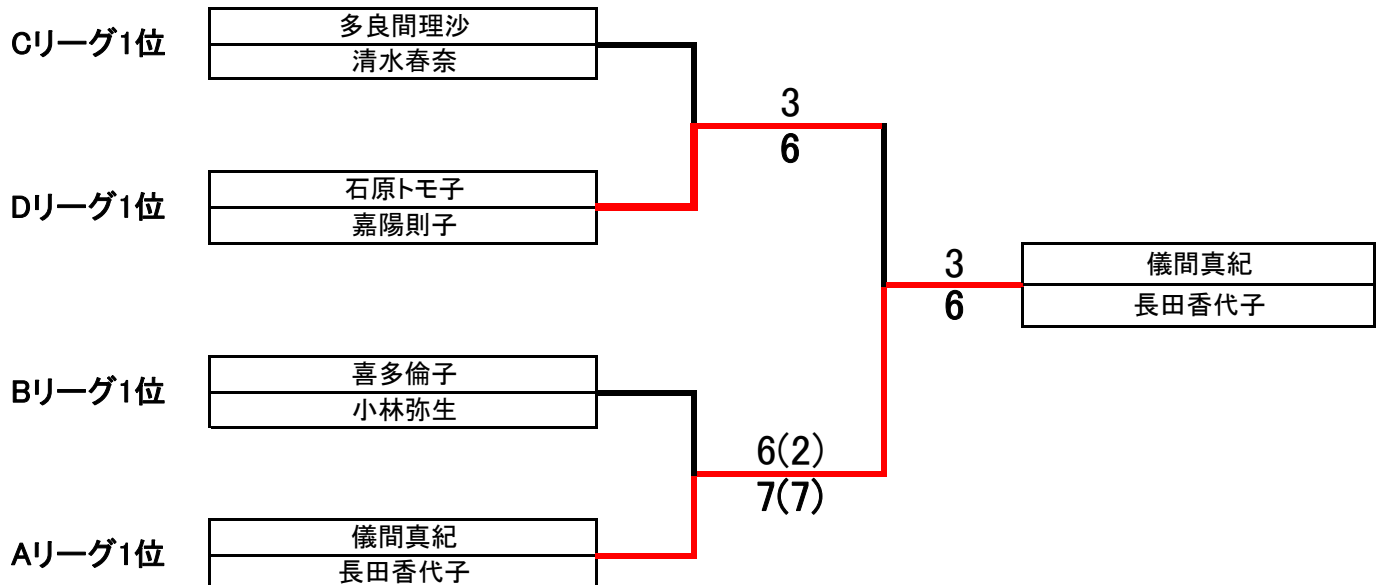 Cリーグ1位
多良間理沙
清水春奈
3
6
Dリーグ1位
石原トモ子
嘉陽則子
3
6
儀間真紀
長田香代子
Bリーグ1位
喜多倫子
小林弥生
6(2)
7(7)
Aリーグ1位
儀間真紀
長田香代子